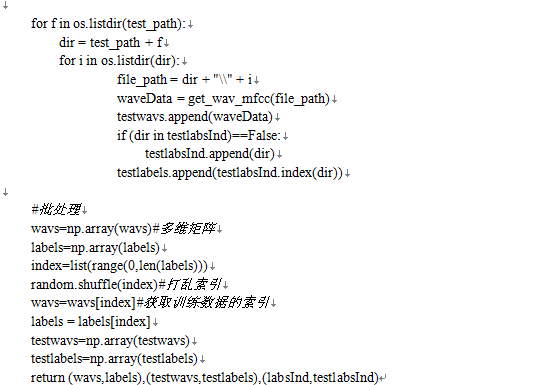 for f in os.listdir(test_path):
dir = test_path + f
for i in os.listdir(dir):
file_path = dir + "\\" + i
waveData = get_wav_mfcc(file_path)
testwavs.append(waveData)
if (dir in testlabsInd)==False:
testlabsInd.append(dir)
testlabels.append(testlabsInd.index(dir))
#批处理
wavs=np.array(wavs)#多维矩阵
labels=np.array(labels)
index=list(range(0,len(labels)))
random.shuffle(index)#打乱索引
wavs=wavs[index]#获取训练数据的索引
labels = labels[index]
testwavs=np.array(testwavs)
testlabels=np.array(testlabels)
return (wavs,labels),(testwavs,testlabels),(labsInd,testlabsInd)